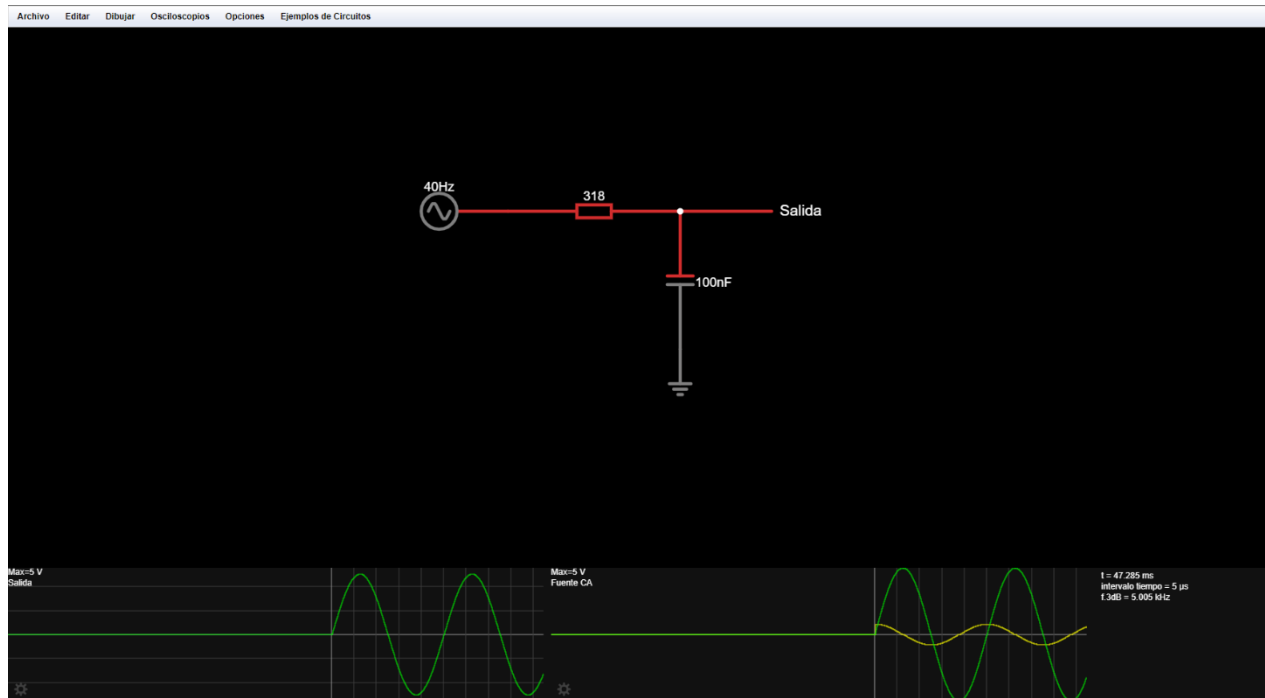 Archivo Editar Dibujar Osciloscopios Opciones Ejemplos de Circuitos
40Hz
318
Salida
100nF
Max=5 V
Salida
Max=5 V
Fuente CA
t = 47.285 ms
intervalo tiempo = 5 µs
f.3dB = 5.005 kHz